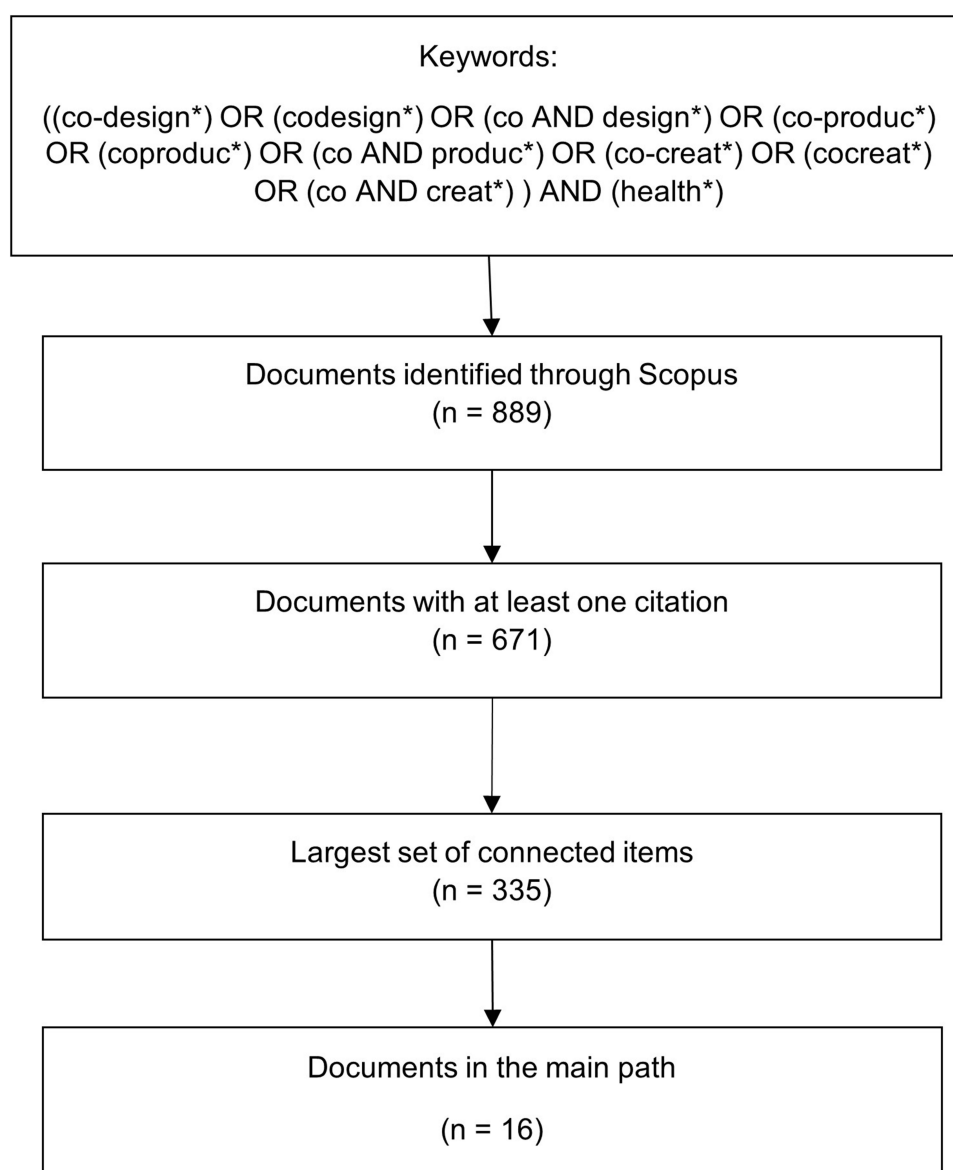 Keywords:
((co-design*) OR (codesign*) OR (co AND design*) OR (co-produc*)
OR (coproduc*) OR (co AND produc*) OR (co-creat*) OR (cocreat*)
OR (co AND creat*) ) AND (health*)
Documents identified through Scopus
(n = 889)
Documents with at least one citation
(n = 671)
Largest set of connected items
(n = 335)
Documents in the main path
(n = 16)